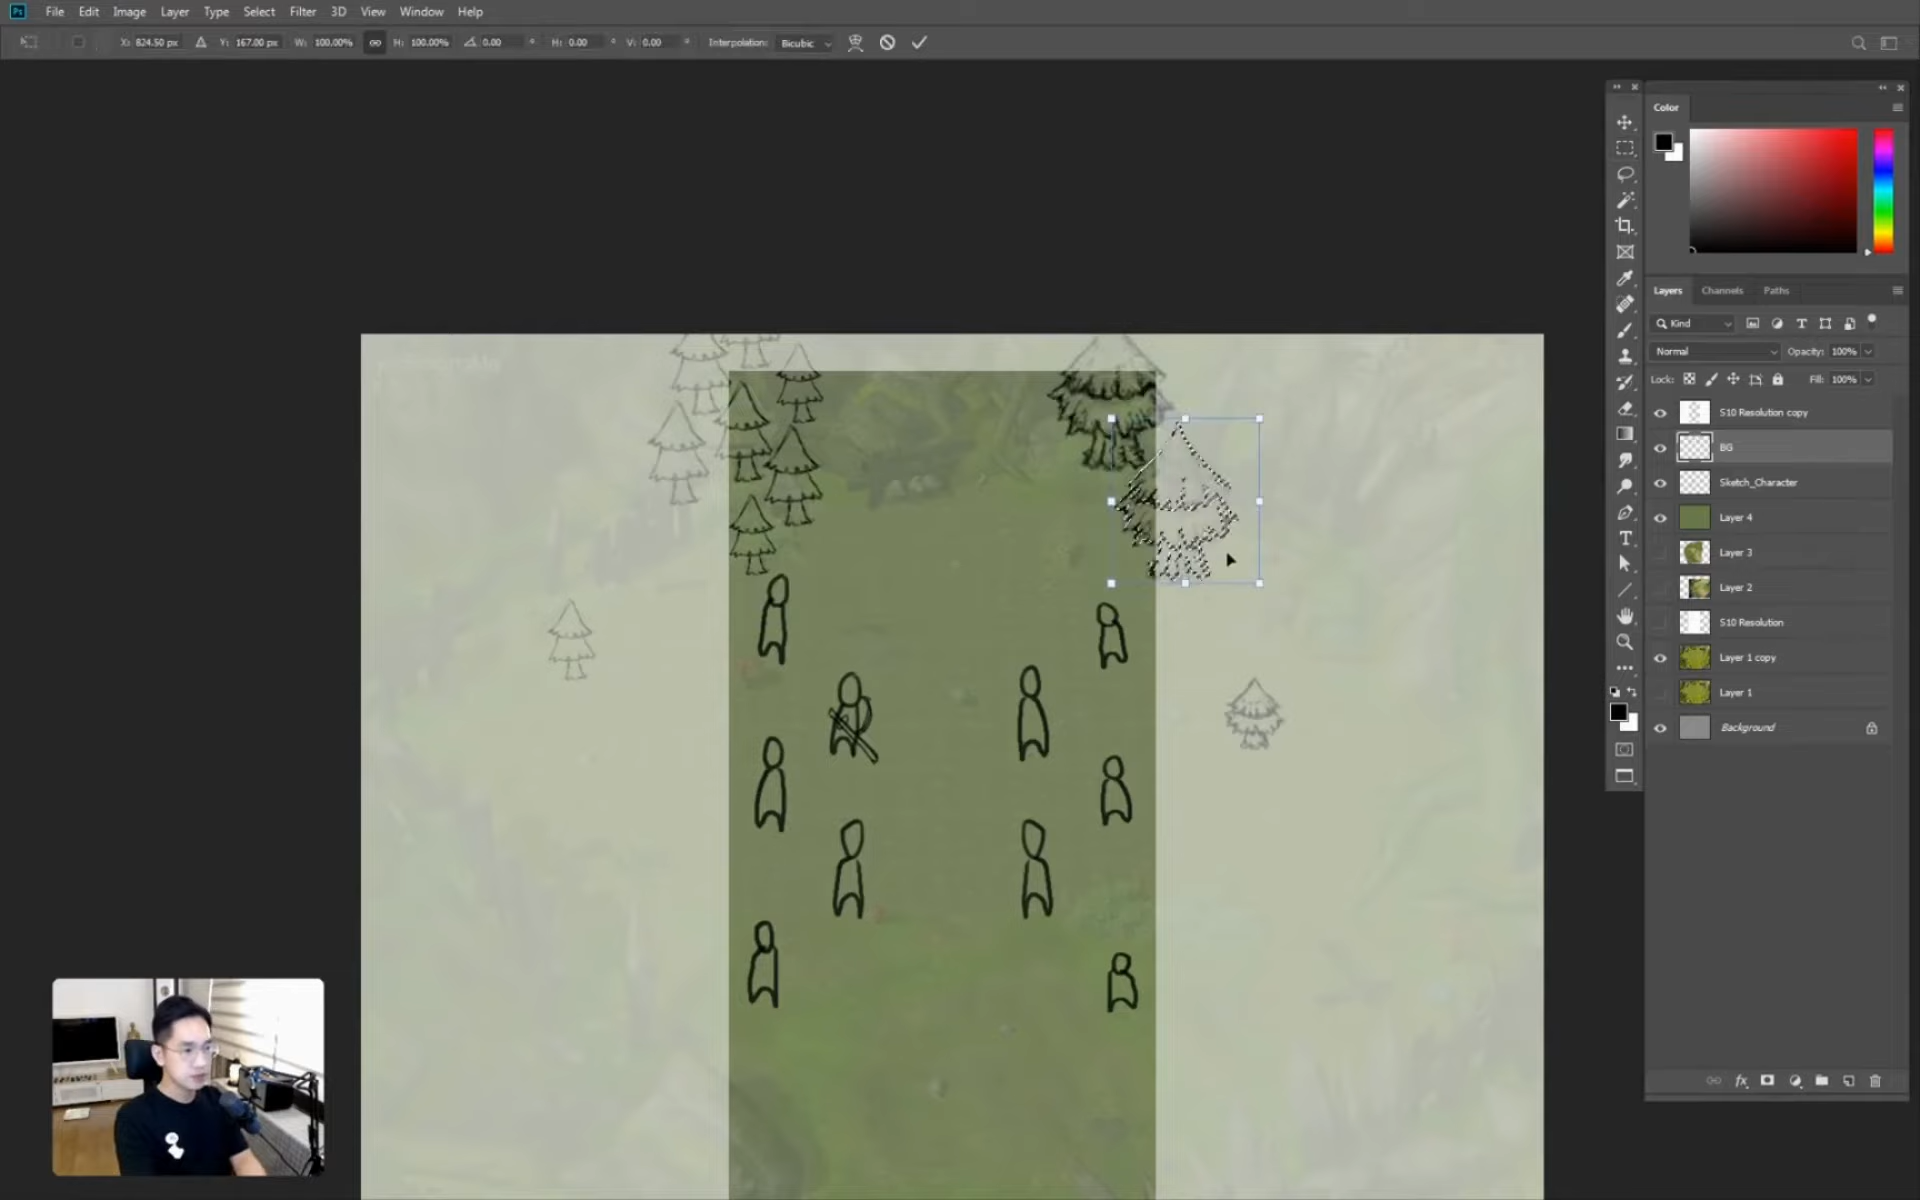 Ps File Edit Image Layer Type Select Filter 3D View Window Help
X: 824.50 px Y: 167.00 px W: 100.00% H: 100.00% 0.00 ° H: 0.00 ° V: 0.00 ° Interpolation: Bicubic
Color
Layers Channels Paths
Kind
Normal Opacity: 100%
Lock: Fill: 100%
S10 Resolution copy
BG
Sketch_Character
Layer 4
Layer 3
Layer 2
S10 Resolution
Layer 1 copy
Layer 1
Background
fx